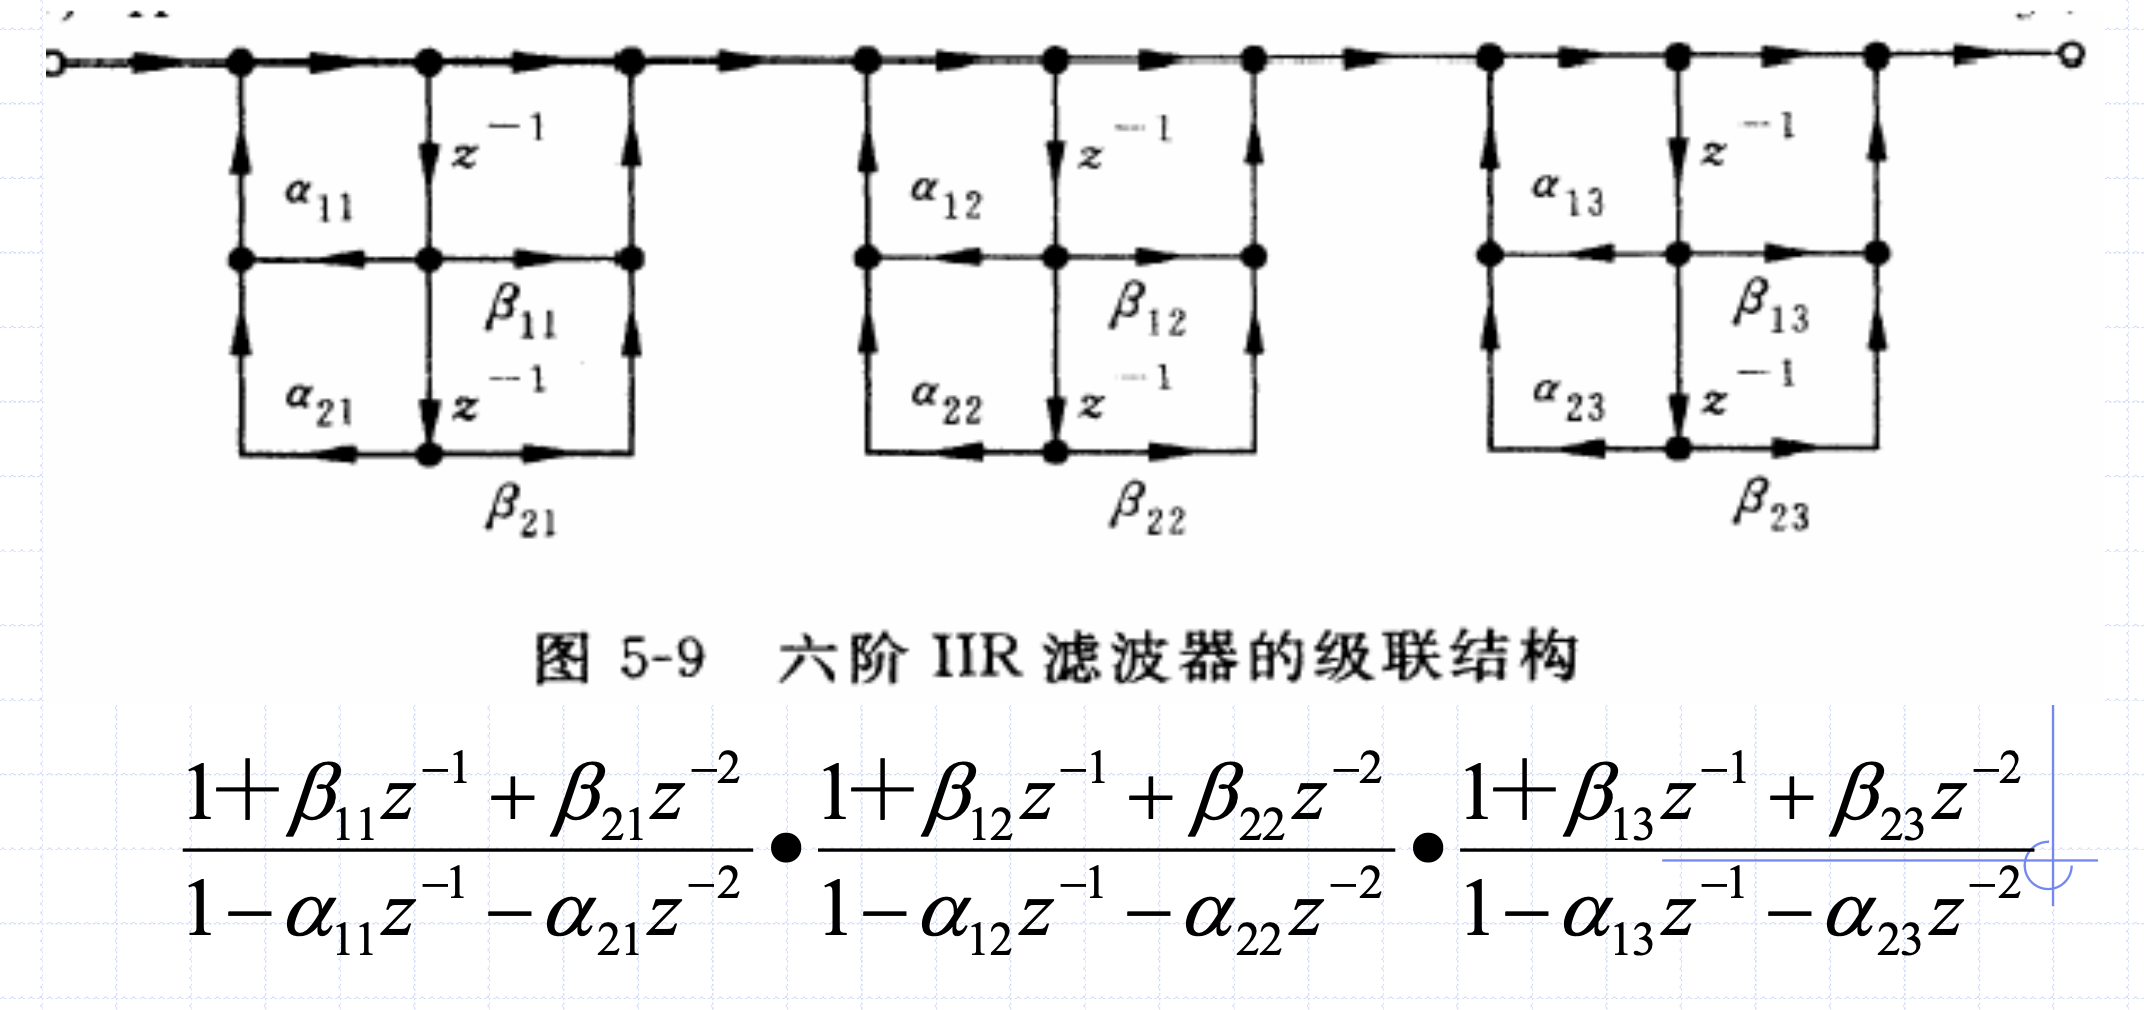 z⁻¹ z⁻¹ z⁻¹
α₁₁ α₁₂ α₁₃
β₁₁ β₁₂ β₁₃
z⁻¹ z⁻¹ z⁻¹
α₂₁ α₂₂ α₂₃
β₂₁ β₂₂ β₂₃
图 5-9 六阶 IIR 滤波器的级联结构
1+β₁₁z⁻¹+β₂₁z⁻² 1+β₁₂z⁻¹+β₂₂z⁻² 1+β₁₃z⁻¹+β₂₃z⁻²
• •
1−α₁₁z⁻¹−α₂₁z⁻² 1−α₁₂z⁻¹−α₂₂z⁻² 1−α₁₃z⁻¹−α₂₃z⁻²